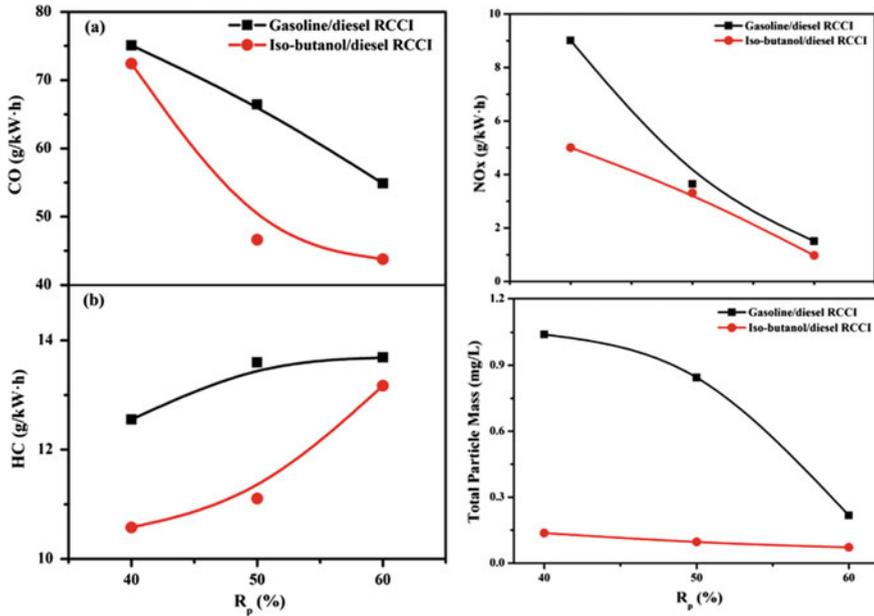 (a)
Gasoline/diesel RCCI
Iso-butanol/diesel RCCI
CO (g/kW·h)
80
70
60
50
40
(b)
HC (g/kW·h)
14
12
10
40 50 60
R_p (%)
Gasoline/diesel RCCI
Iso-butanol/diesel RCCI
NOx (g/kW·h)
10
8
6
4
2
0
Gasoline/diesel RCCI
Iso-butanol/diesel RCCI
Total Particle Mass (mg/L)
1.2
0.9
0.6
0.3
0.0
40 50 60
R_p (%)